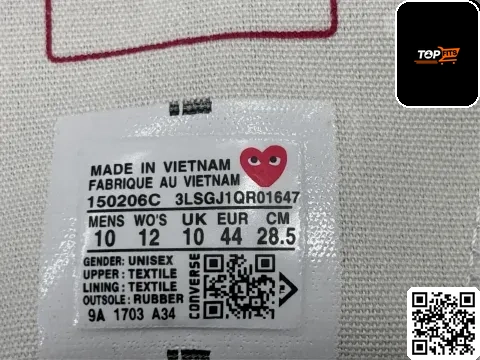 TOP FITS
MADE IN VIETNAM
FABRIQUE AU VIETNAM
150206C 3LSGJ1QR01647
MENS WO'S UK EUR CM
10 12 10 44 28.5
GENDER: UNISEX
UPPER : TEXTILE
LINING : TEXTILE
OUTSOLE : RUBBER
9A 1703 A34
CONVERSE